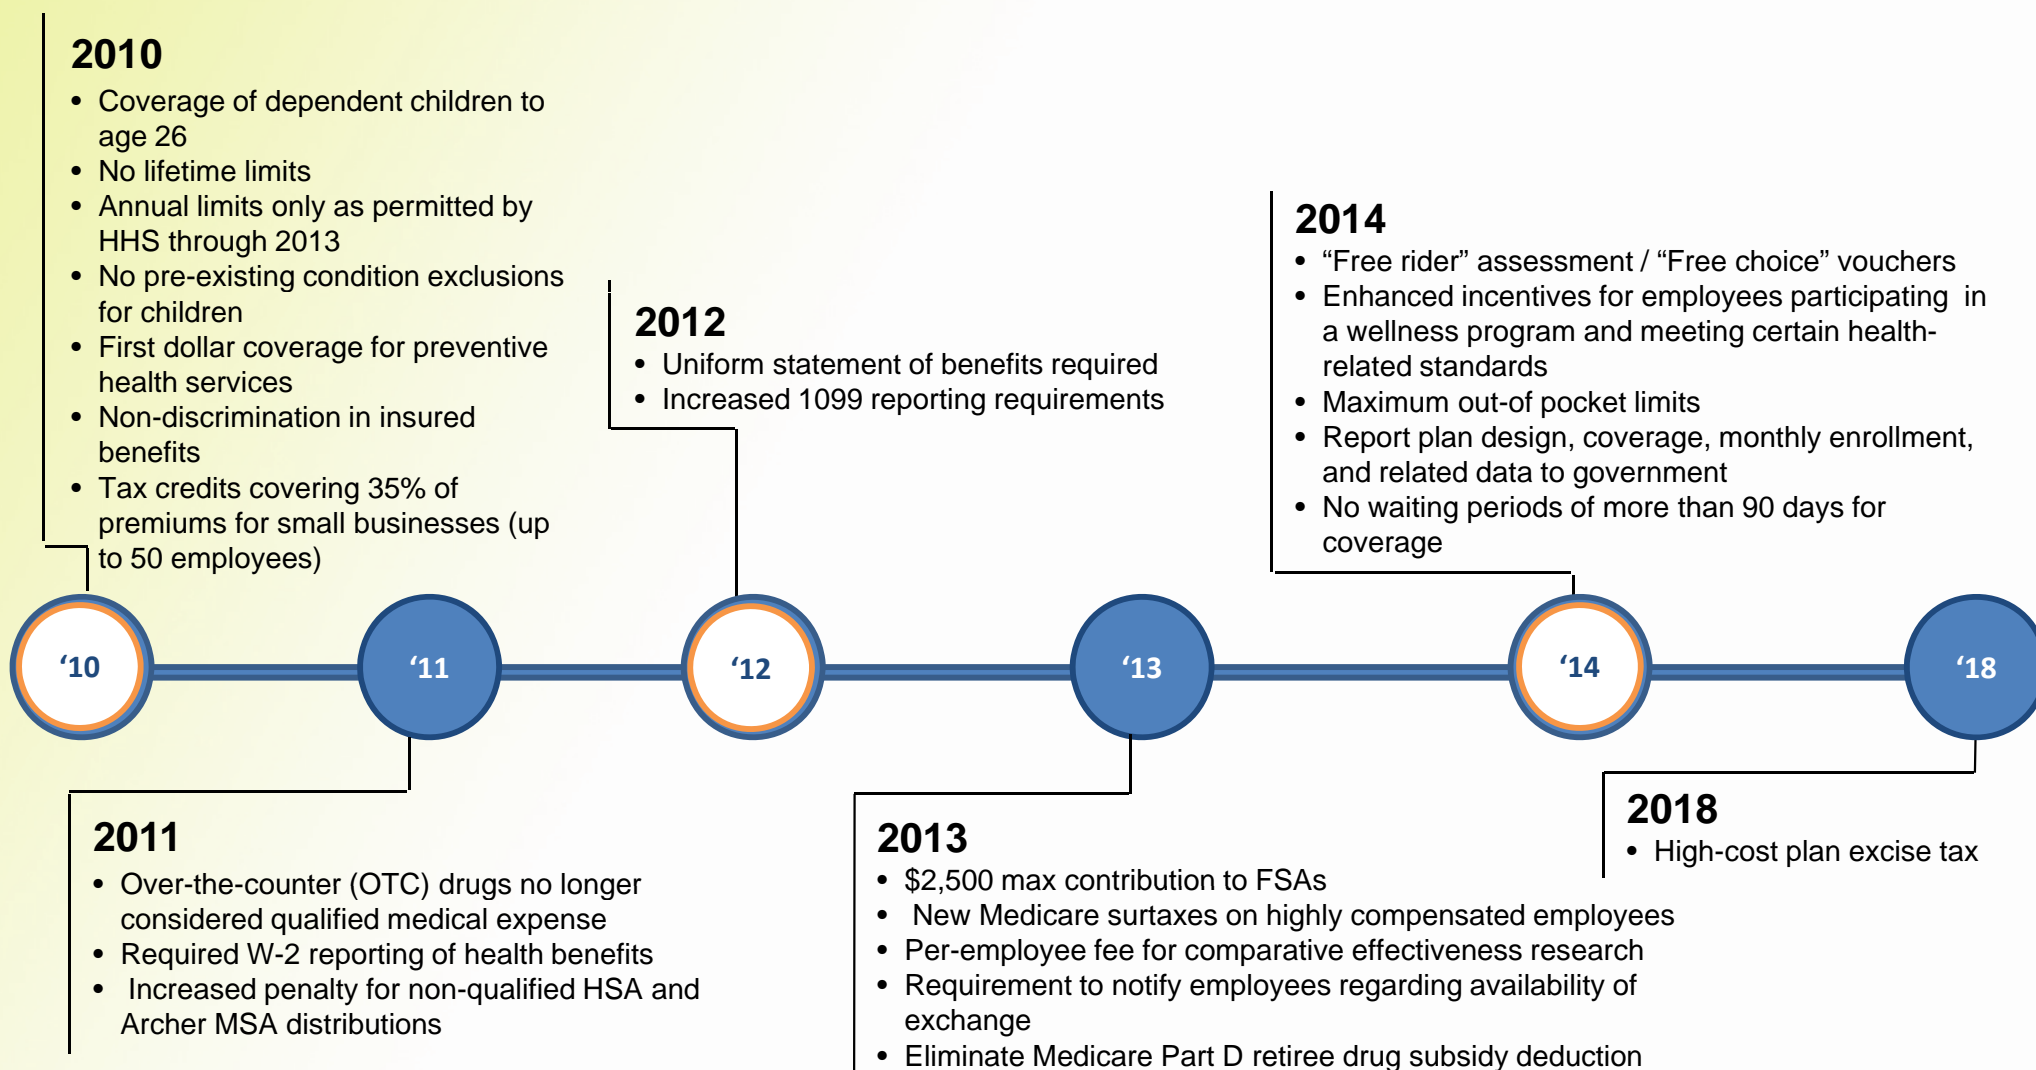 2010
• Coverage of dependent children to
age 26
• No lifetime limits
• Annual limits only as permitted by
HHS through 2013
• No pre-existing condition exclusions
for children
• First dollar coverage for preventive
health services
• Non-discrimination in insured
benefits
• Tax credits covering 35% of
premiums for small businesses (up
to 50 employees)
2012
• Uniform statement of benefits required
• Increased 1099 reporting requirements
2014
• “Free rider” assessment / “Free choice” vouchers
• Enhanced incentives for employees participating in
a wellness program and meeting certain health-
related standards
• Maximum out-of pocket limits
• Report plan design, coverage, monthly enrollment,
and related data to government
• No waiting periods of more than 90 days for
coverage
‘10
‘11
‘12
‘13
‘14
‘18
2011
• Over-the-counter (OTC) drugs no longer
considered qualified medical expense
• Required W-2 reporting of health benefits
• Increased penalty for non-qualified HSA and
Archer MSA distributions
2013
• $2,500 max contribution to FSAs
• New Medicare surtaxes on highly compensated employees
• Per-employee fee for comparative effectiveness research
• Requirement to notify employees regarding availability of
exchange
• Eliminate Medicare Part D retiree drug subsidy deduction
2018
• High-cost plan excise tax